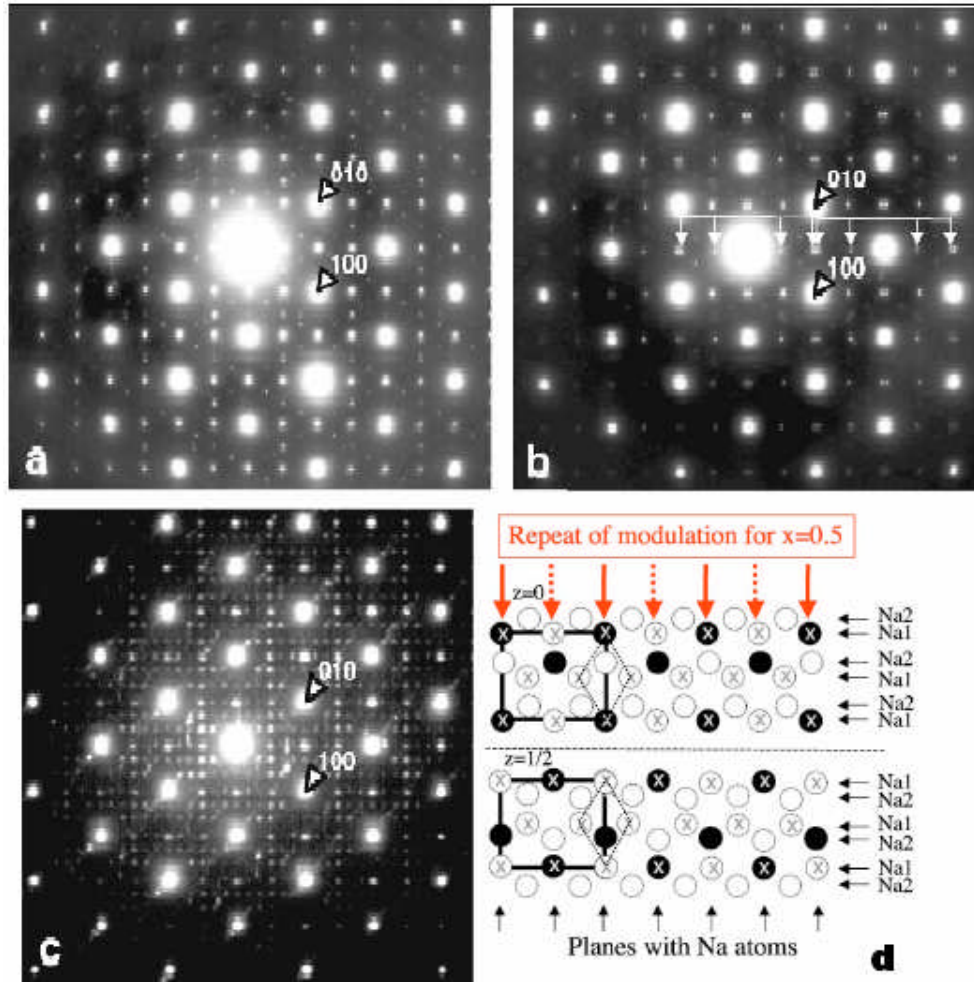 010
100
a
010
100
b
010
100
c
Repeat of modulation for x=0.5
z=0
Na2
Na1
Na2
Na1
Na2
Na1
X X X X X X X
X X X X X X
X X X X X X X
z=1/2
Na1
Na2
Na1
Na2
Na1
Na2
X X X X X X X
X X X X X X
X X X X X X X
Planes with Na atoms
d